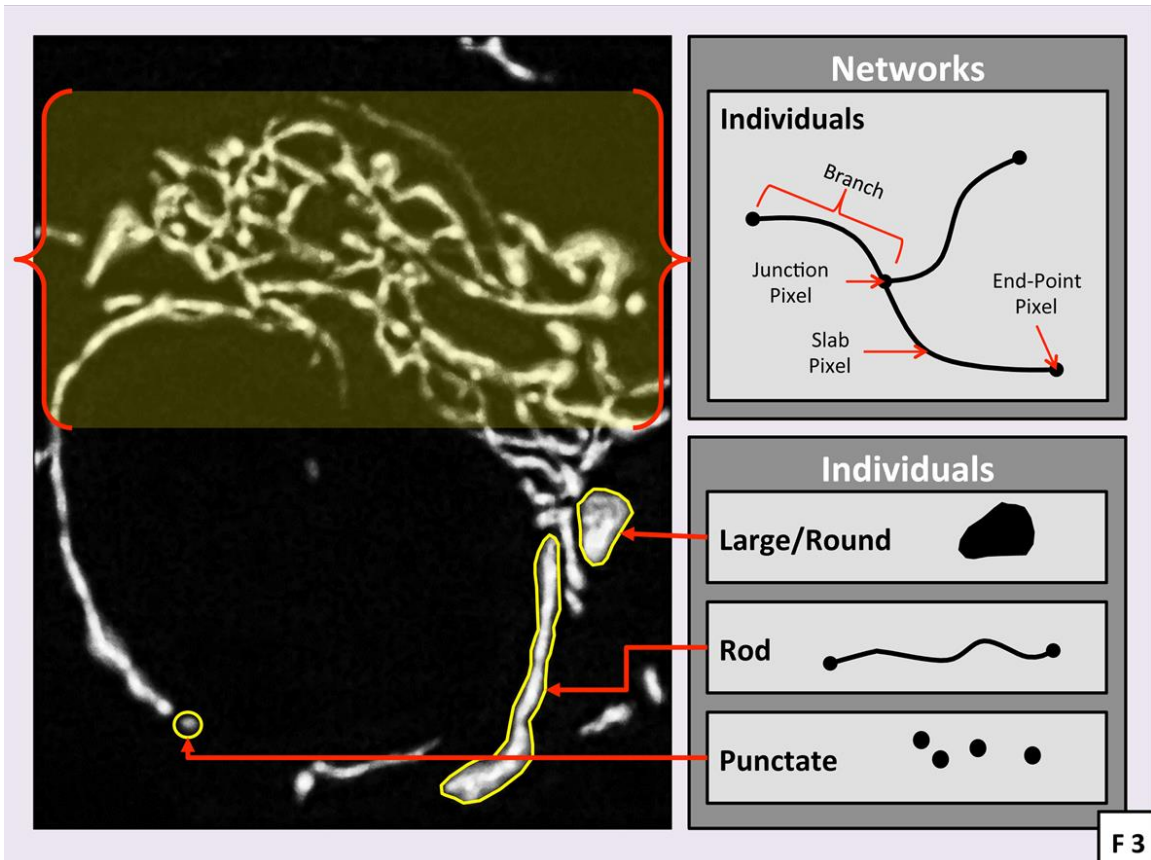 Networks
Individuals
Branch
Junction
Pixel
End-Point
Pixel
Slab
Pixel
Individuals
Large/Round
Rod
Punctate
F 3